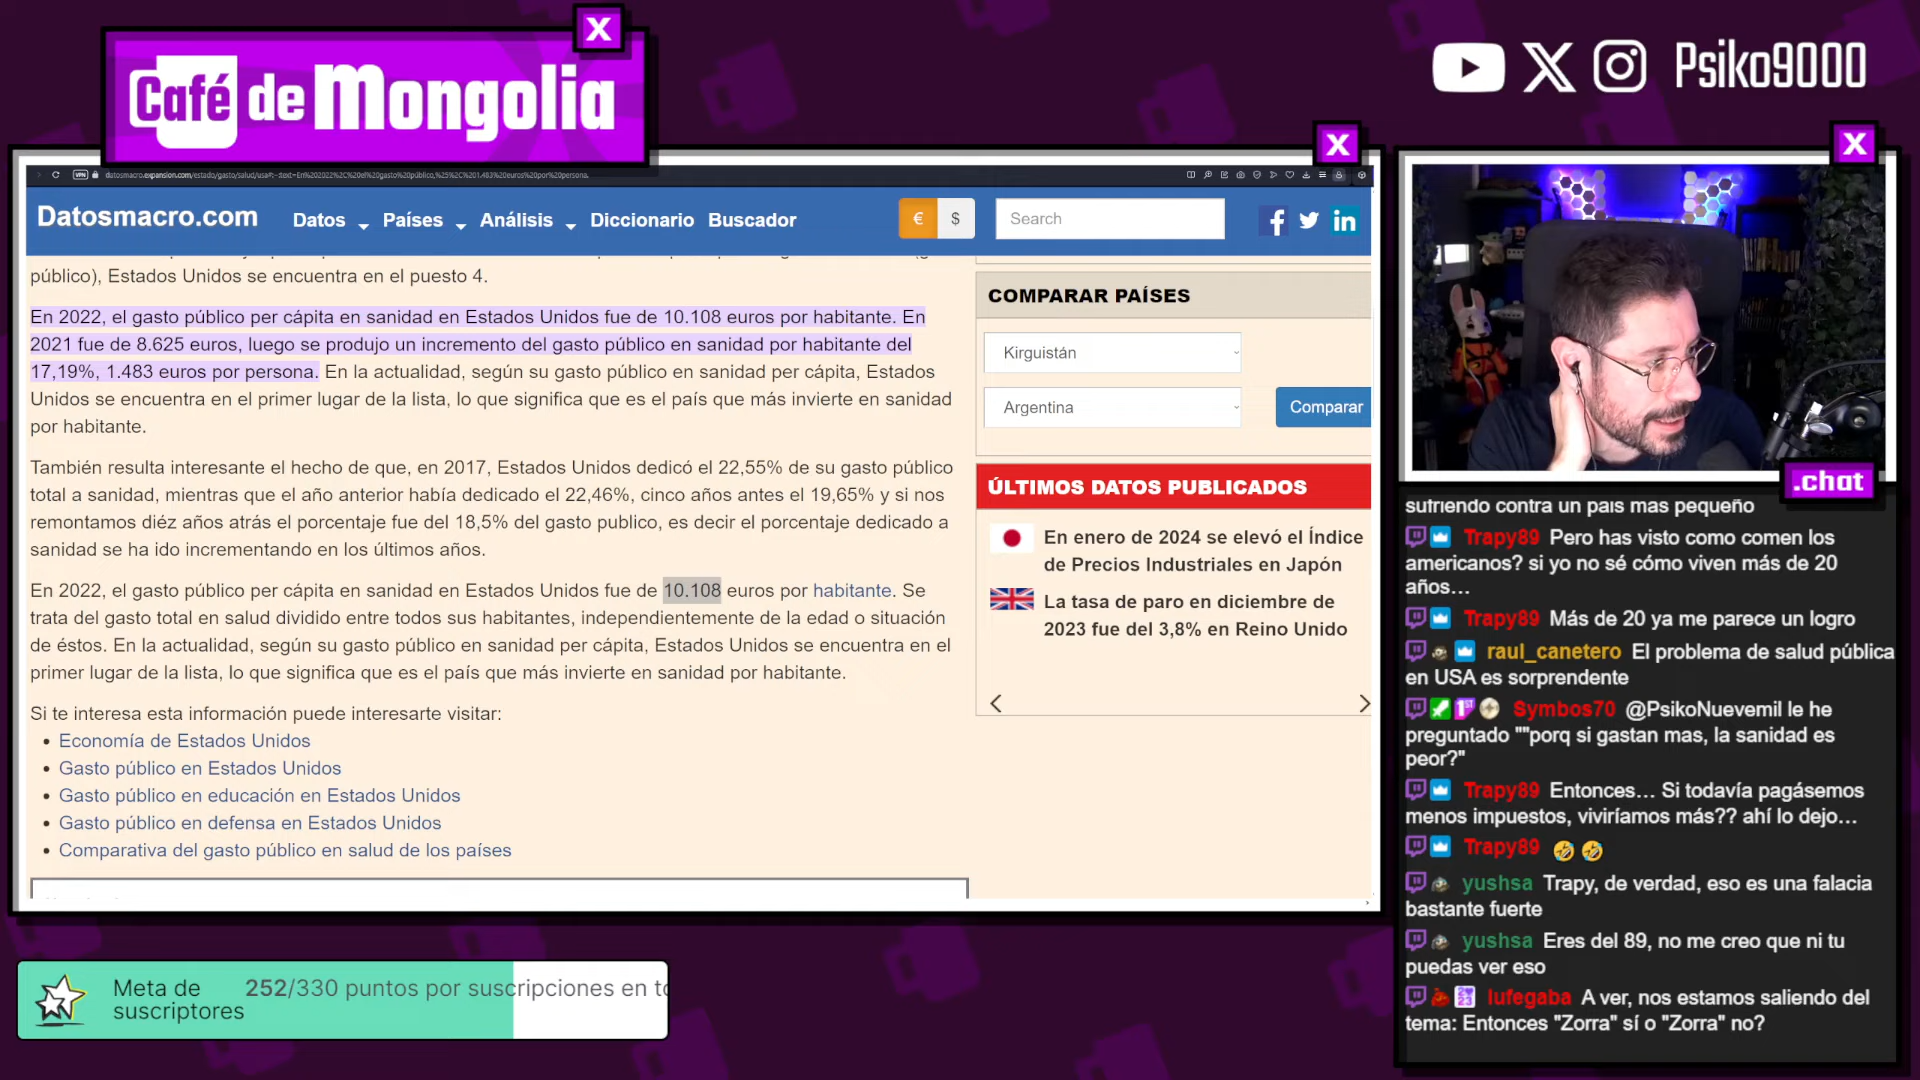 Café de Mongolia
Psiko9000
Datosmacro.com
Datos
Países
Análisis
Diccionario
Buscador
€
$
Search
público), Estados Unidos se encuentra en el puesto 4.
En 2022, el gasto público per cápita en sanidad en Estados Unidos fue de 10.108 euros por habitante. En
2021 fue de 8.625 euros, luego se produjo un incremento del gasto público en sanidad por habitante del
17,19%, 1.483 euros por persona. En la actualidad, según su gasto público en sanidad per cápita, Estados
Unidos se encuentra en el primer lugar de la lista, lo que significa que es el país que más invierte en sanidad
por habitante.
También resulta interesante el hecho de que, en 2017, Estados Unidos dedicó el 22,55% de su gasto público
total a sanidad, mientras que el año anterior había dedicado el 22,46%, cinco años antes el 19,65% y si nos
remontamos diéz años atrás el porcentaje fue del 18,5% del gasto publico, es decir el porcentaje dedicado a
sanidad se ha ido incrementando en los últimos años.
En 2022, el gasto público per cápita en sanidad en Estados Unidos fue de 10.108 euros por habitante. Se
trata del gasto total en salud dividido entre todos sus habitantes, independientemente de la edad o situación
de éstos. En la actualidad, según su gasto público en sanidad per cápita, Estados Unidos se encuentra en el
primer lugar de la lista, lo que significa que es el país que más invierte en sanidad por habitante.
Si te interesa esta información puede interesarte visitar:
Economía de Estados Unidos
Gasto público en Estados Unidos
Gasto público en educación en Estados Unidos
Gasto público en defensa en Estados Unidos
Comparativa del gasto público en salud de los países
COMPARAR PAÍSES
Kirguistán
Argentina
Comparar
ÚLTIMOS DATOS PUBLICADOS
En enero de 2024 se elevó el Índice
de Precios Industriales en Japón
La tasa de paro en diciembre de
2023 fue del 3,8% en Reino Unido
.chat
sufriendo contra un país mas pequeño
Trapy89 Pero has visto como comen los
americanos? si yo no sé cómo viven más de 20
años…
Trapy89 Más de 20 ya me parece un logro
raul_canetero El problema de salud pública
en USA es sorprendente
Symbos70 @PsikoNuevemil le he
preguntado ""porq si gastan mas, la sanidad es
peor?"
Trapy89 Entonces… Si todavía pagásemos
menos impuestos, viviríamos más?? ahí lo dejo…
Trapy89 🤣 🤣
yushsa Trapy, de verdad, eso es una falacia
bastante fuerte
yushsa Eres del 89, no me creo que ni tu
puedas ver eso
lufegaba A ver, nos estamos saliendo del
tema: Entonces "Zorra" sí o "Zorra" no?
Meta de
suscriptores
252/330 puntos por suscripciones en to